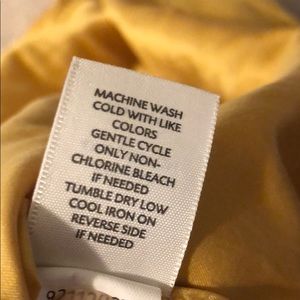 MACHINE WASH
COLD WITH LIKE
COLORS
GENTLE CYCLE
ONLY NON-
CHLORINE BLEACH
IF NEEDED
TUMBLE DRY LOW
COOL IRON ON
REVERSE SIDE
IF NEEDED